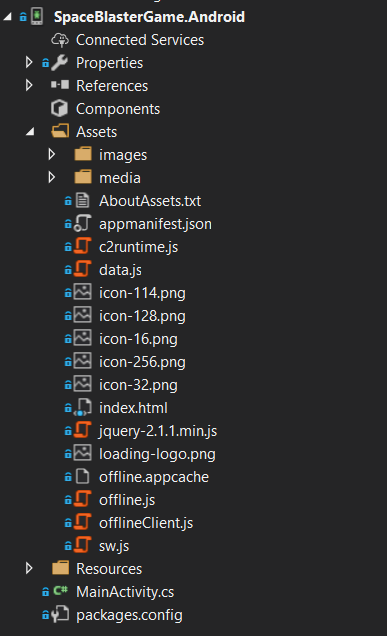 SpaceBlasterGame.Android
Connected Services
Properties
References
Components
Assets
images
media
AboutAssets.txt
appmanifest.json
c2runtime.js
data.js
icon-114.png
icon-128.png
icon-16.png
icon-256.png
icon-32.png
index.html
jquery-2.1.1.min.js
loading-logo.png
offline.appcache
offline.js
offlineClient.js
sw.js
Resources
C# MainActivity.cs
packages.config